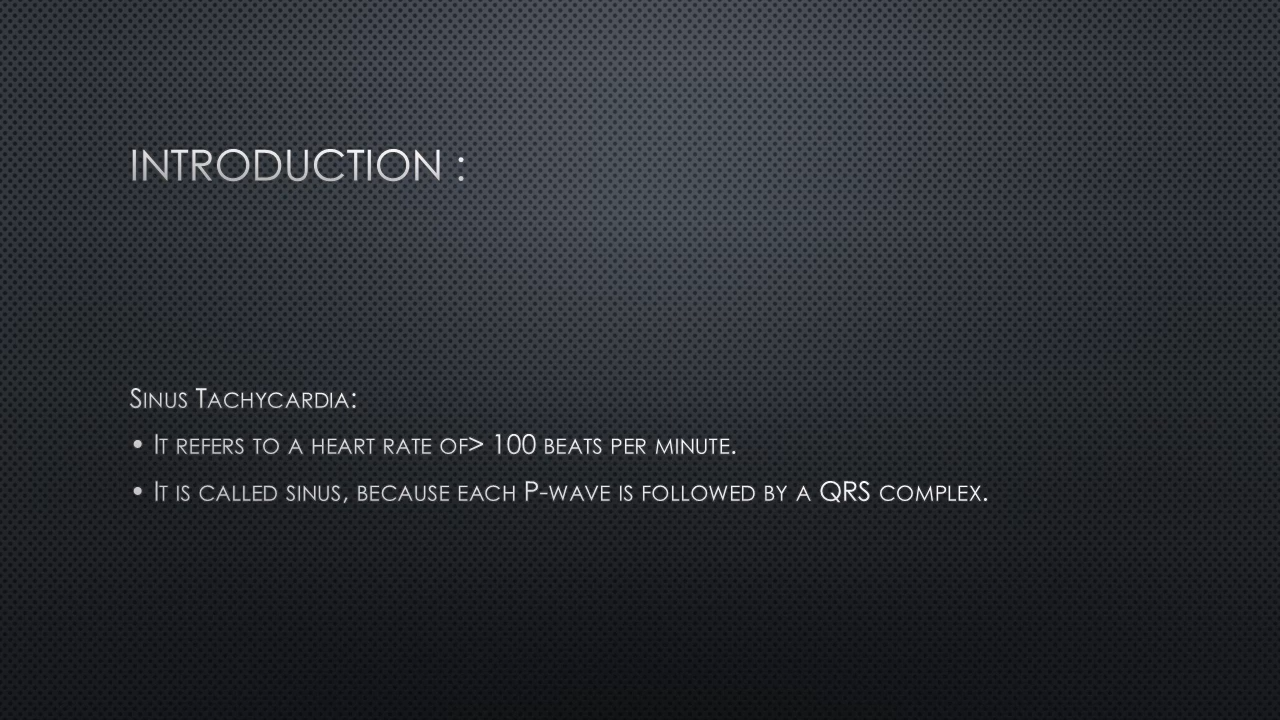 INTRODUCTION :
Sinus Tachycardia:
• It refers to a heart rate of> 100 beats per minute.
• It is called sinus, because each P-wave is followed by a QRS complex.